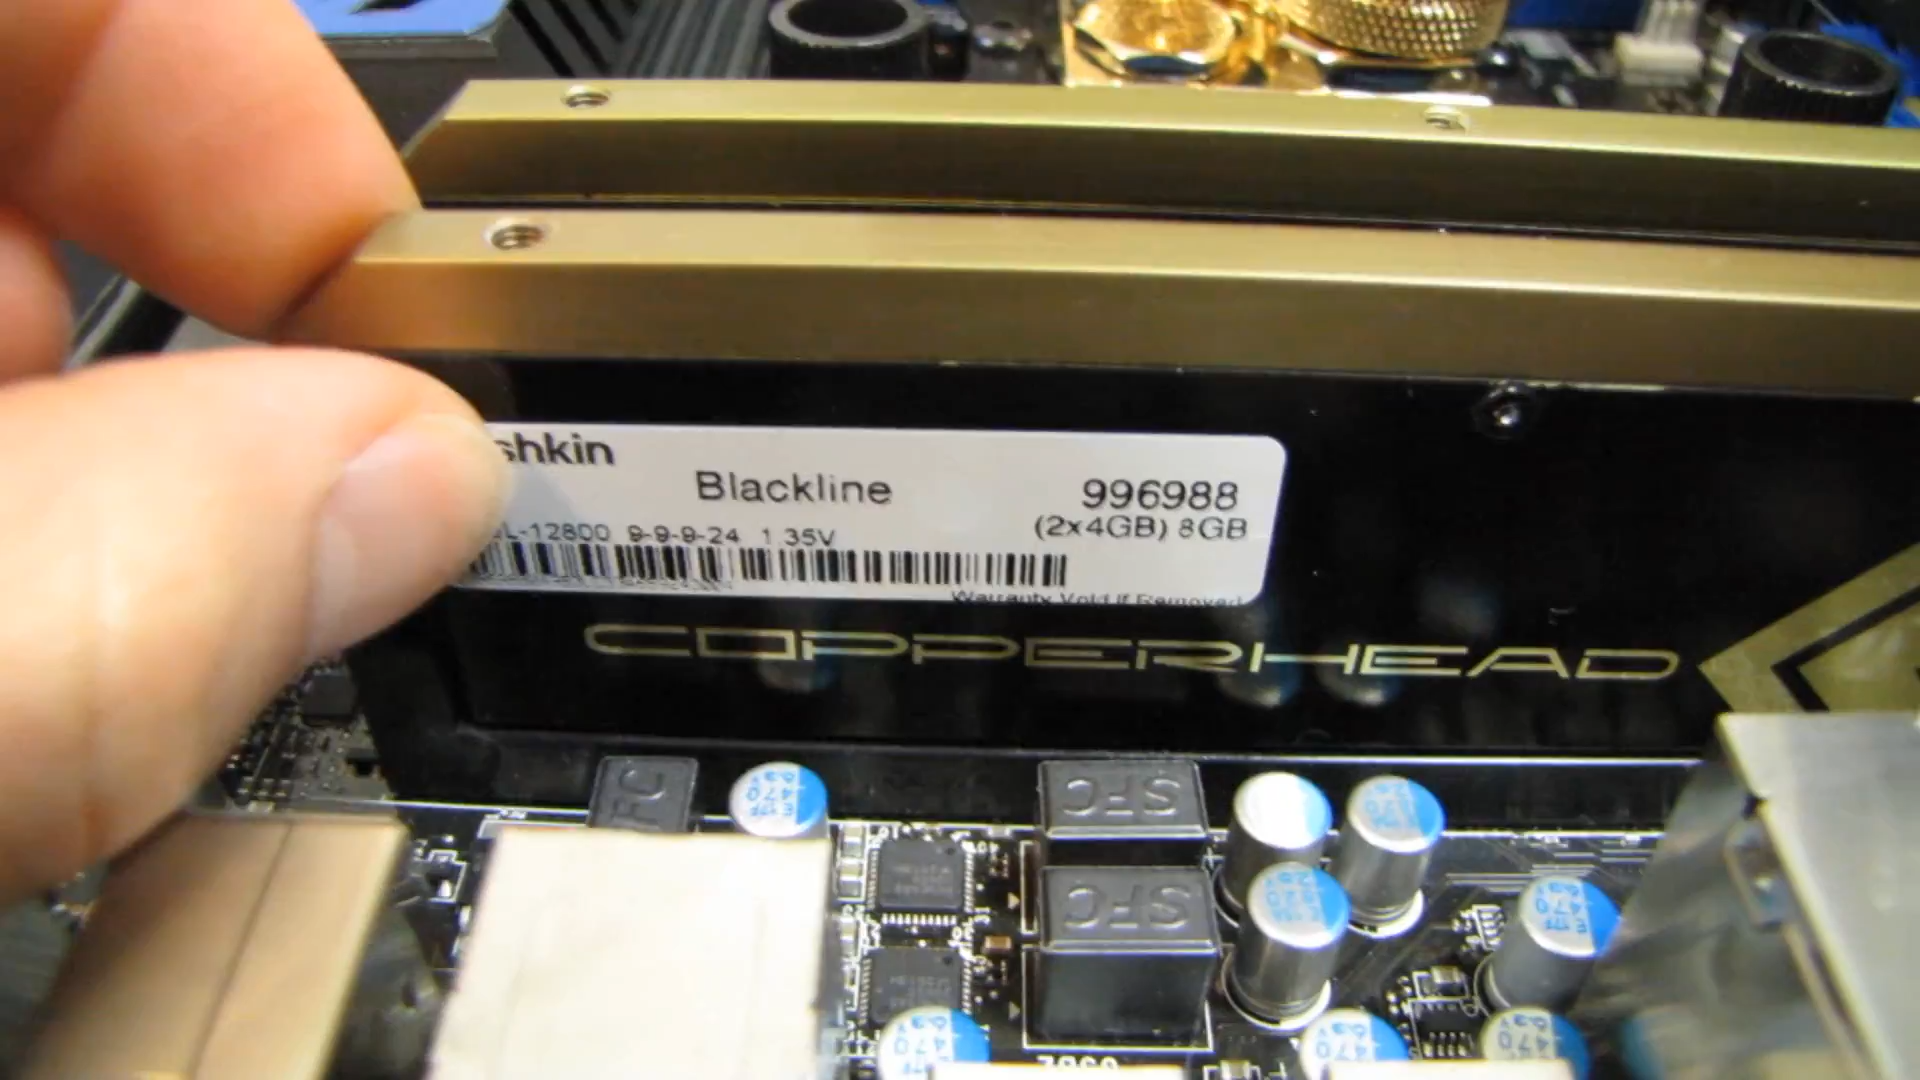 shkin
Blackline
996988
(2x4GB) 8GB
L-12800 9-9-9-24 1.35V
Warranty Void If Removed
COPPERHEAD
SFC
SFC
FC